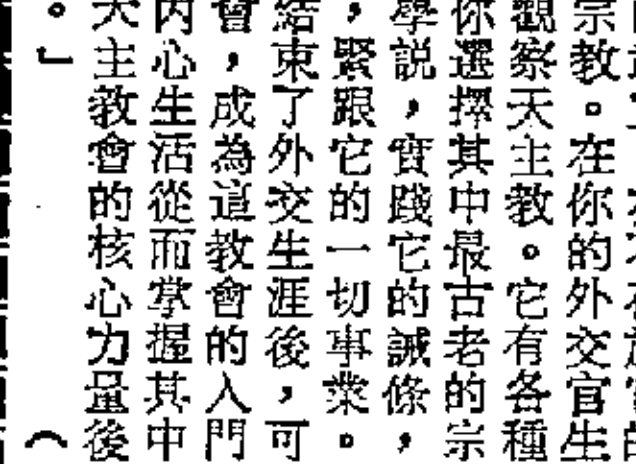 宗教。在你的外交官生
觀察天主教。它有各種
你選擇其中最古老的宗
學説，實踐它的誡條，
，緊跟它的一切事業。
結束了外交生涯後，可
會，成為這教會的入門
内心生活從而掌握其中
天主教會的核心力量後
。」（